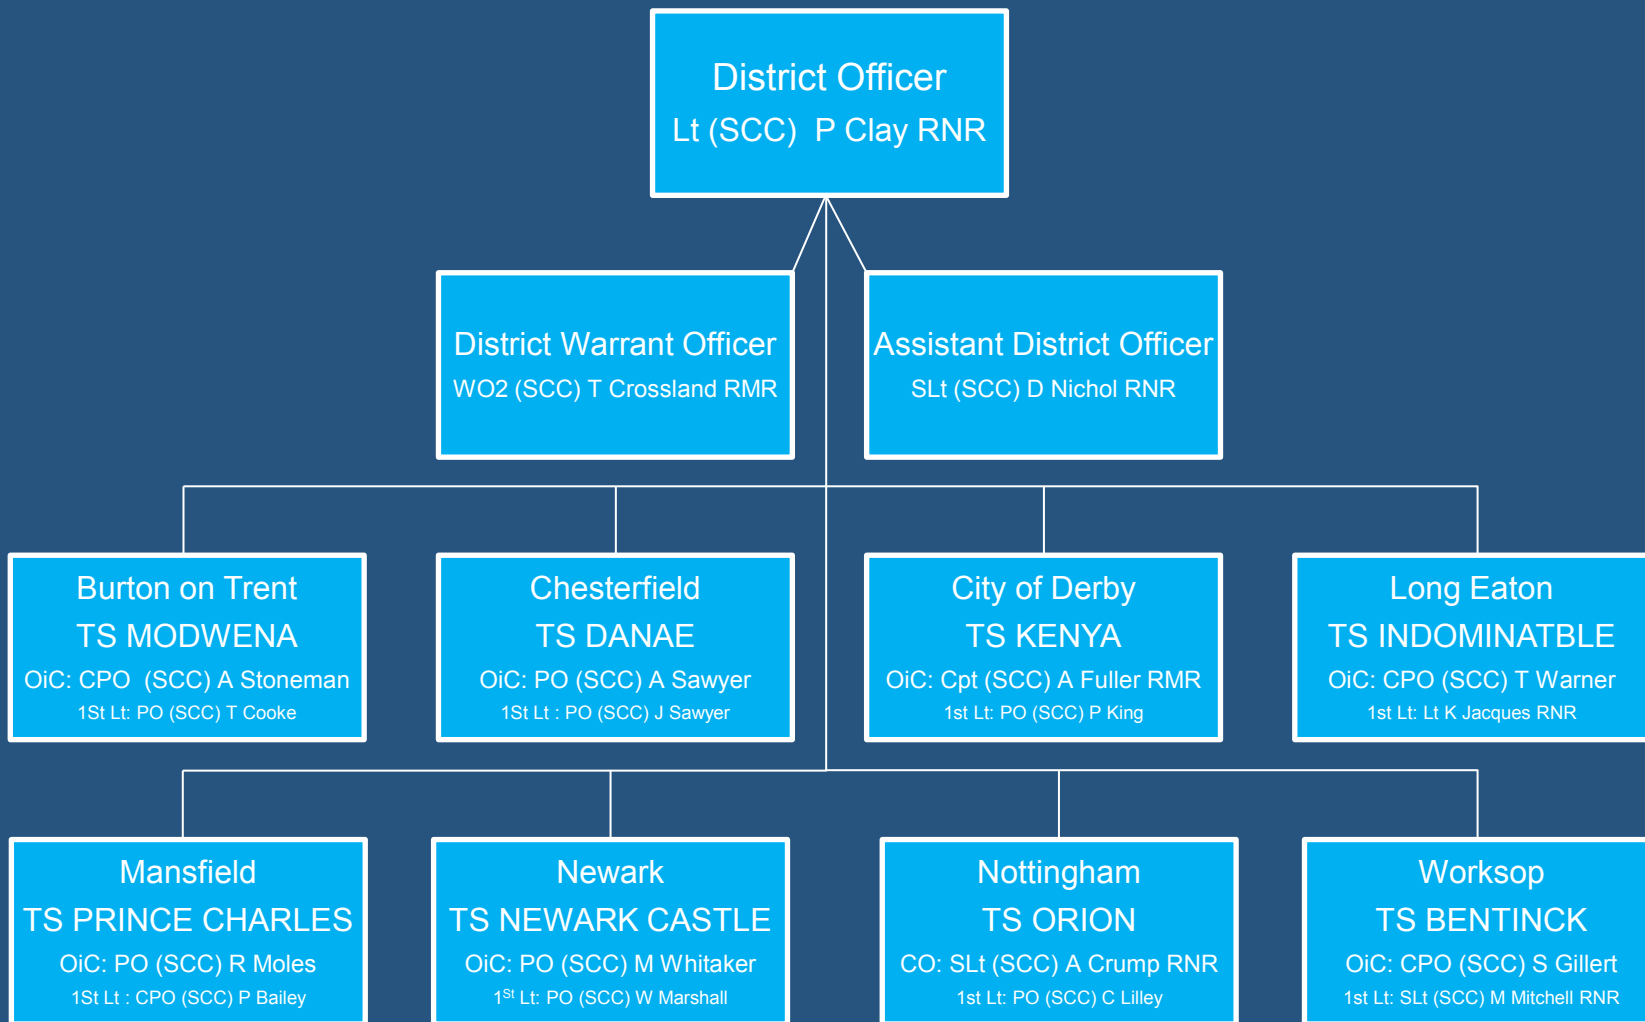 District Officer
Lt (SCC)  P Clay RNR
District Warrant Officer
WO2 (SCC) T Crossland RMR
Assistant District Officer
SLt (SCC) D Nichol RNR
Burton on Trent
TS MODWENA
OiC: CPO  (SCC) A Stoneman
1St Lt: PO (SCC) T Cooke
Chesterfield
TS DANAE
OiC: PO (SCC) A Sawyer
1St Lt : PO (SCC) J Sawyer
City of Derby
TS KENYA
OiC: Cpt (SCC) A Fuller RMR
1st Lt: PO (SCC) P King
Long Eaton
TS INDOMINATBLE
OiC: CPO (SCC) T Warner
1st Lt: Lt K Jacques RNR
Mansfield
TS PRINCE CHARLES
OiC: PO (SCC) R Moles
1St Lt : CPO (SCC) P Bailey
Newark
TS NEWARK CASTLE
OiC: PO (SCC) M Whitaker
1St Lt: PO (SCC) W Marshall
Nottingham
TS ORION
CO: SLt (SCC) A Crump RNR
1st Lt: PO (SCC) C Lilley
Worksop
TS BENTINCK
OiC: CPO (SCC) S Gillert
1st Lt: SLt (SCC) M Mitchell RNR